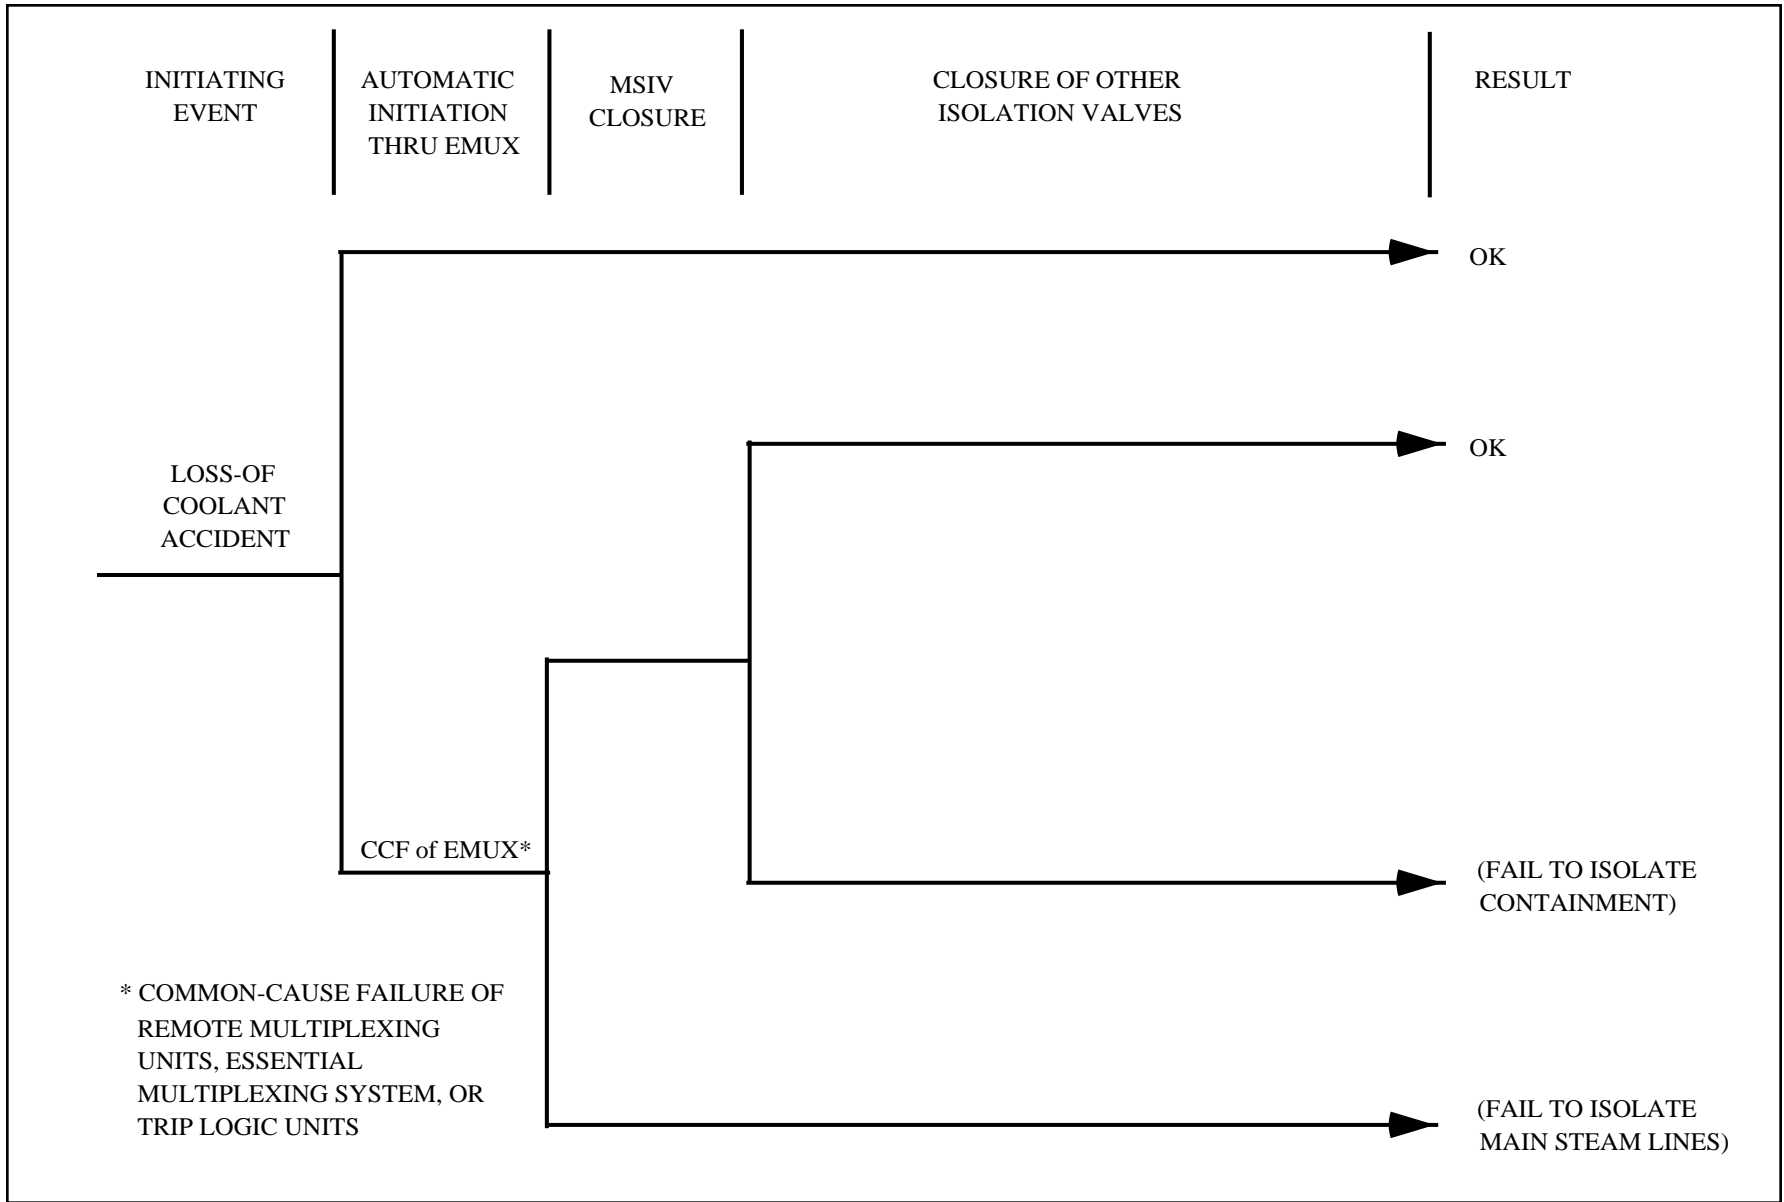 INITIATING
EVENT
AUTOMATIC
INITIATION
THRU EMUX
MSIV
CLOSURE
CLOSURE OF OTHER
ISOLATION VALVES
RESULT
OK
OK
LOSS-OF
COOLANT
ACCIDENT
CCF of EMUX*
(FAIL TO ISOLATE
CONTAINMENT)
* COMMON-CAUSE FAILURE OF
REMOTE MULTIPLEXING
UNITS, ESSENTIAL
MULTIPLEXING SYSTEM, OR
TRIP LOGIC UNITS
(FAIL TO ISOLATE
MAIN STEAM LINES)